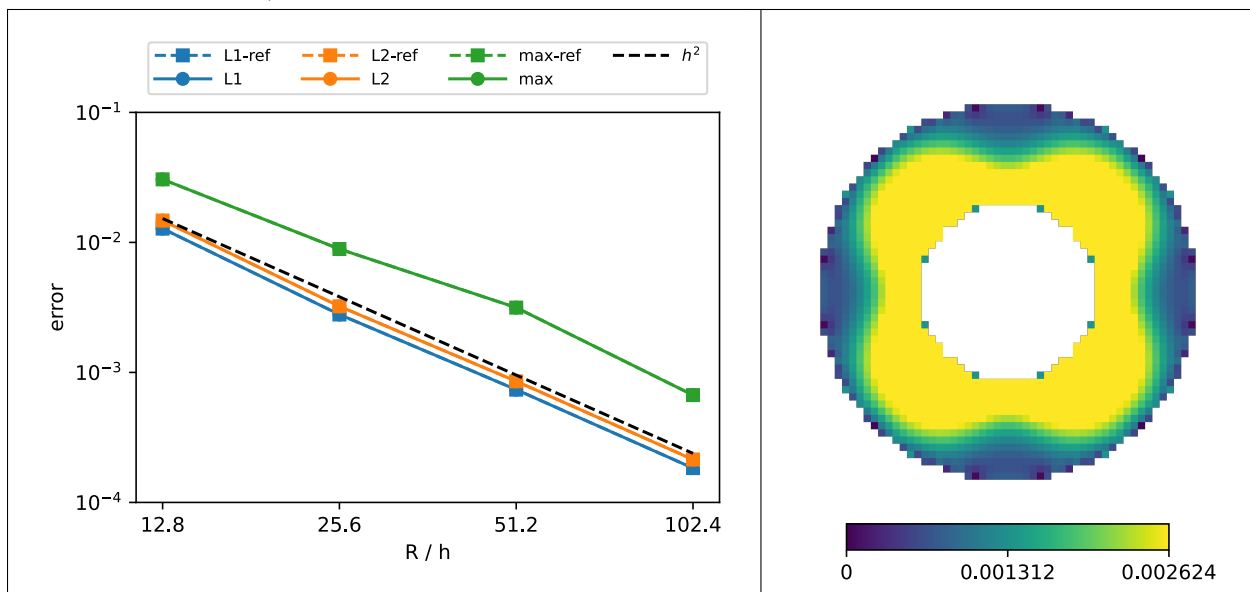 L1-ref L2-ref max-ref h²
L1 L2 max
10⁻¹
10⁻²
10⁻³
10⁻⁴
error
12.8 25.6 51.2 102.4
R / h
0 0.001312 0.002624